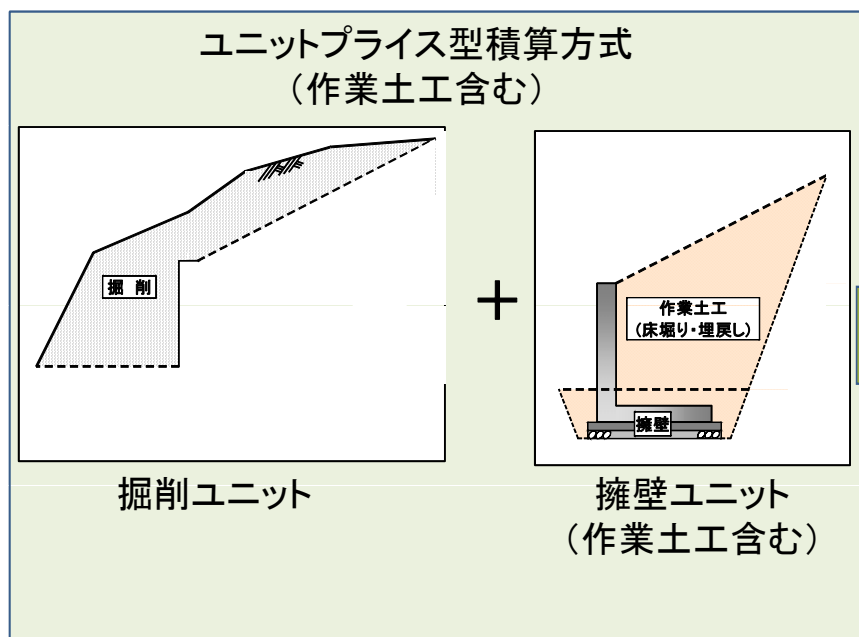 ユニットプライス型積算方式
（作業土工含む）
掘 削
＋
作業土工
(床堀り・埋戻し)
擁壁
掘削ユニット
擁壁ユニット
（作業土工含む）